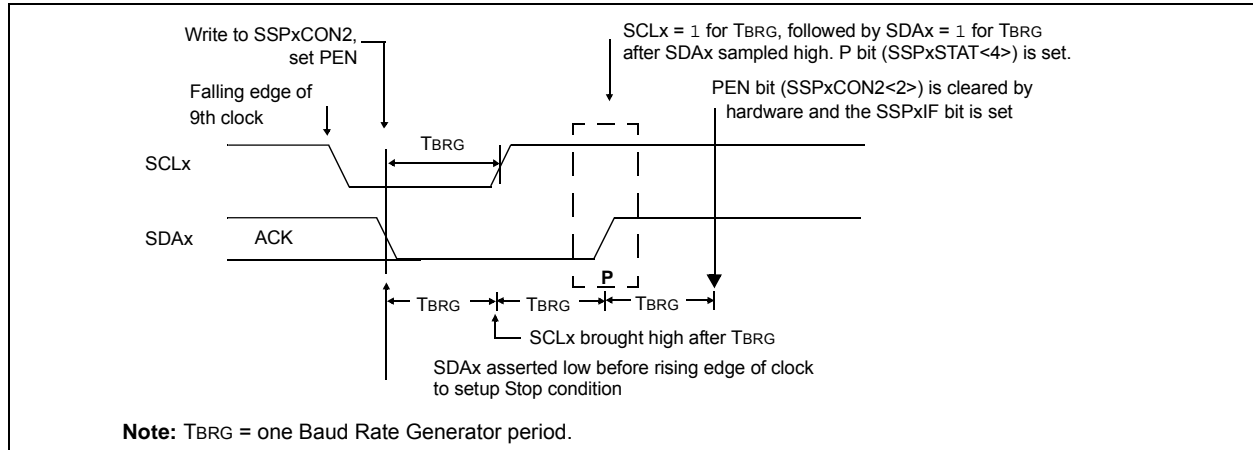 Write to SSPxCON2,
set PEN
SCLx = 1 for TBRG, followed by SDAx = 1 for TBRG
after SDAx sampled high. P bit (SSPxSTAT<4>) is set.
Falling edge of
9th clock
PEN bit (SSPxCON2<2>) is cleared by
hardware and the SSPxIF bit is set
TBRG
SCLx
SDAx
ACK
P
TBRG
TBRG
TBRG
SCLx brought high after TBRG
SDAx asserted low before rising edge of clock
to setup Stop condition
Note: TBRG = one Baud Rate Generator period.